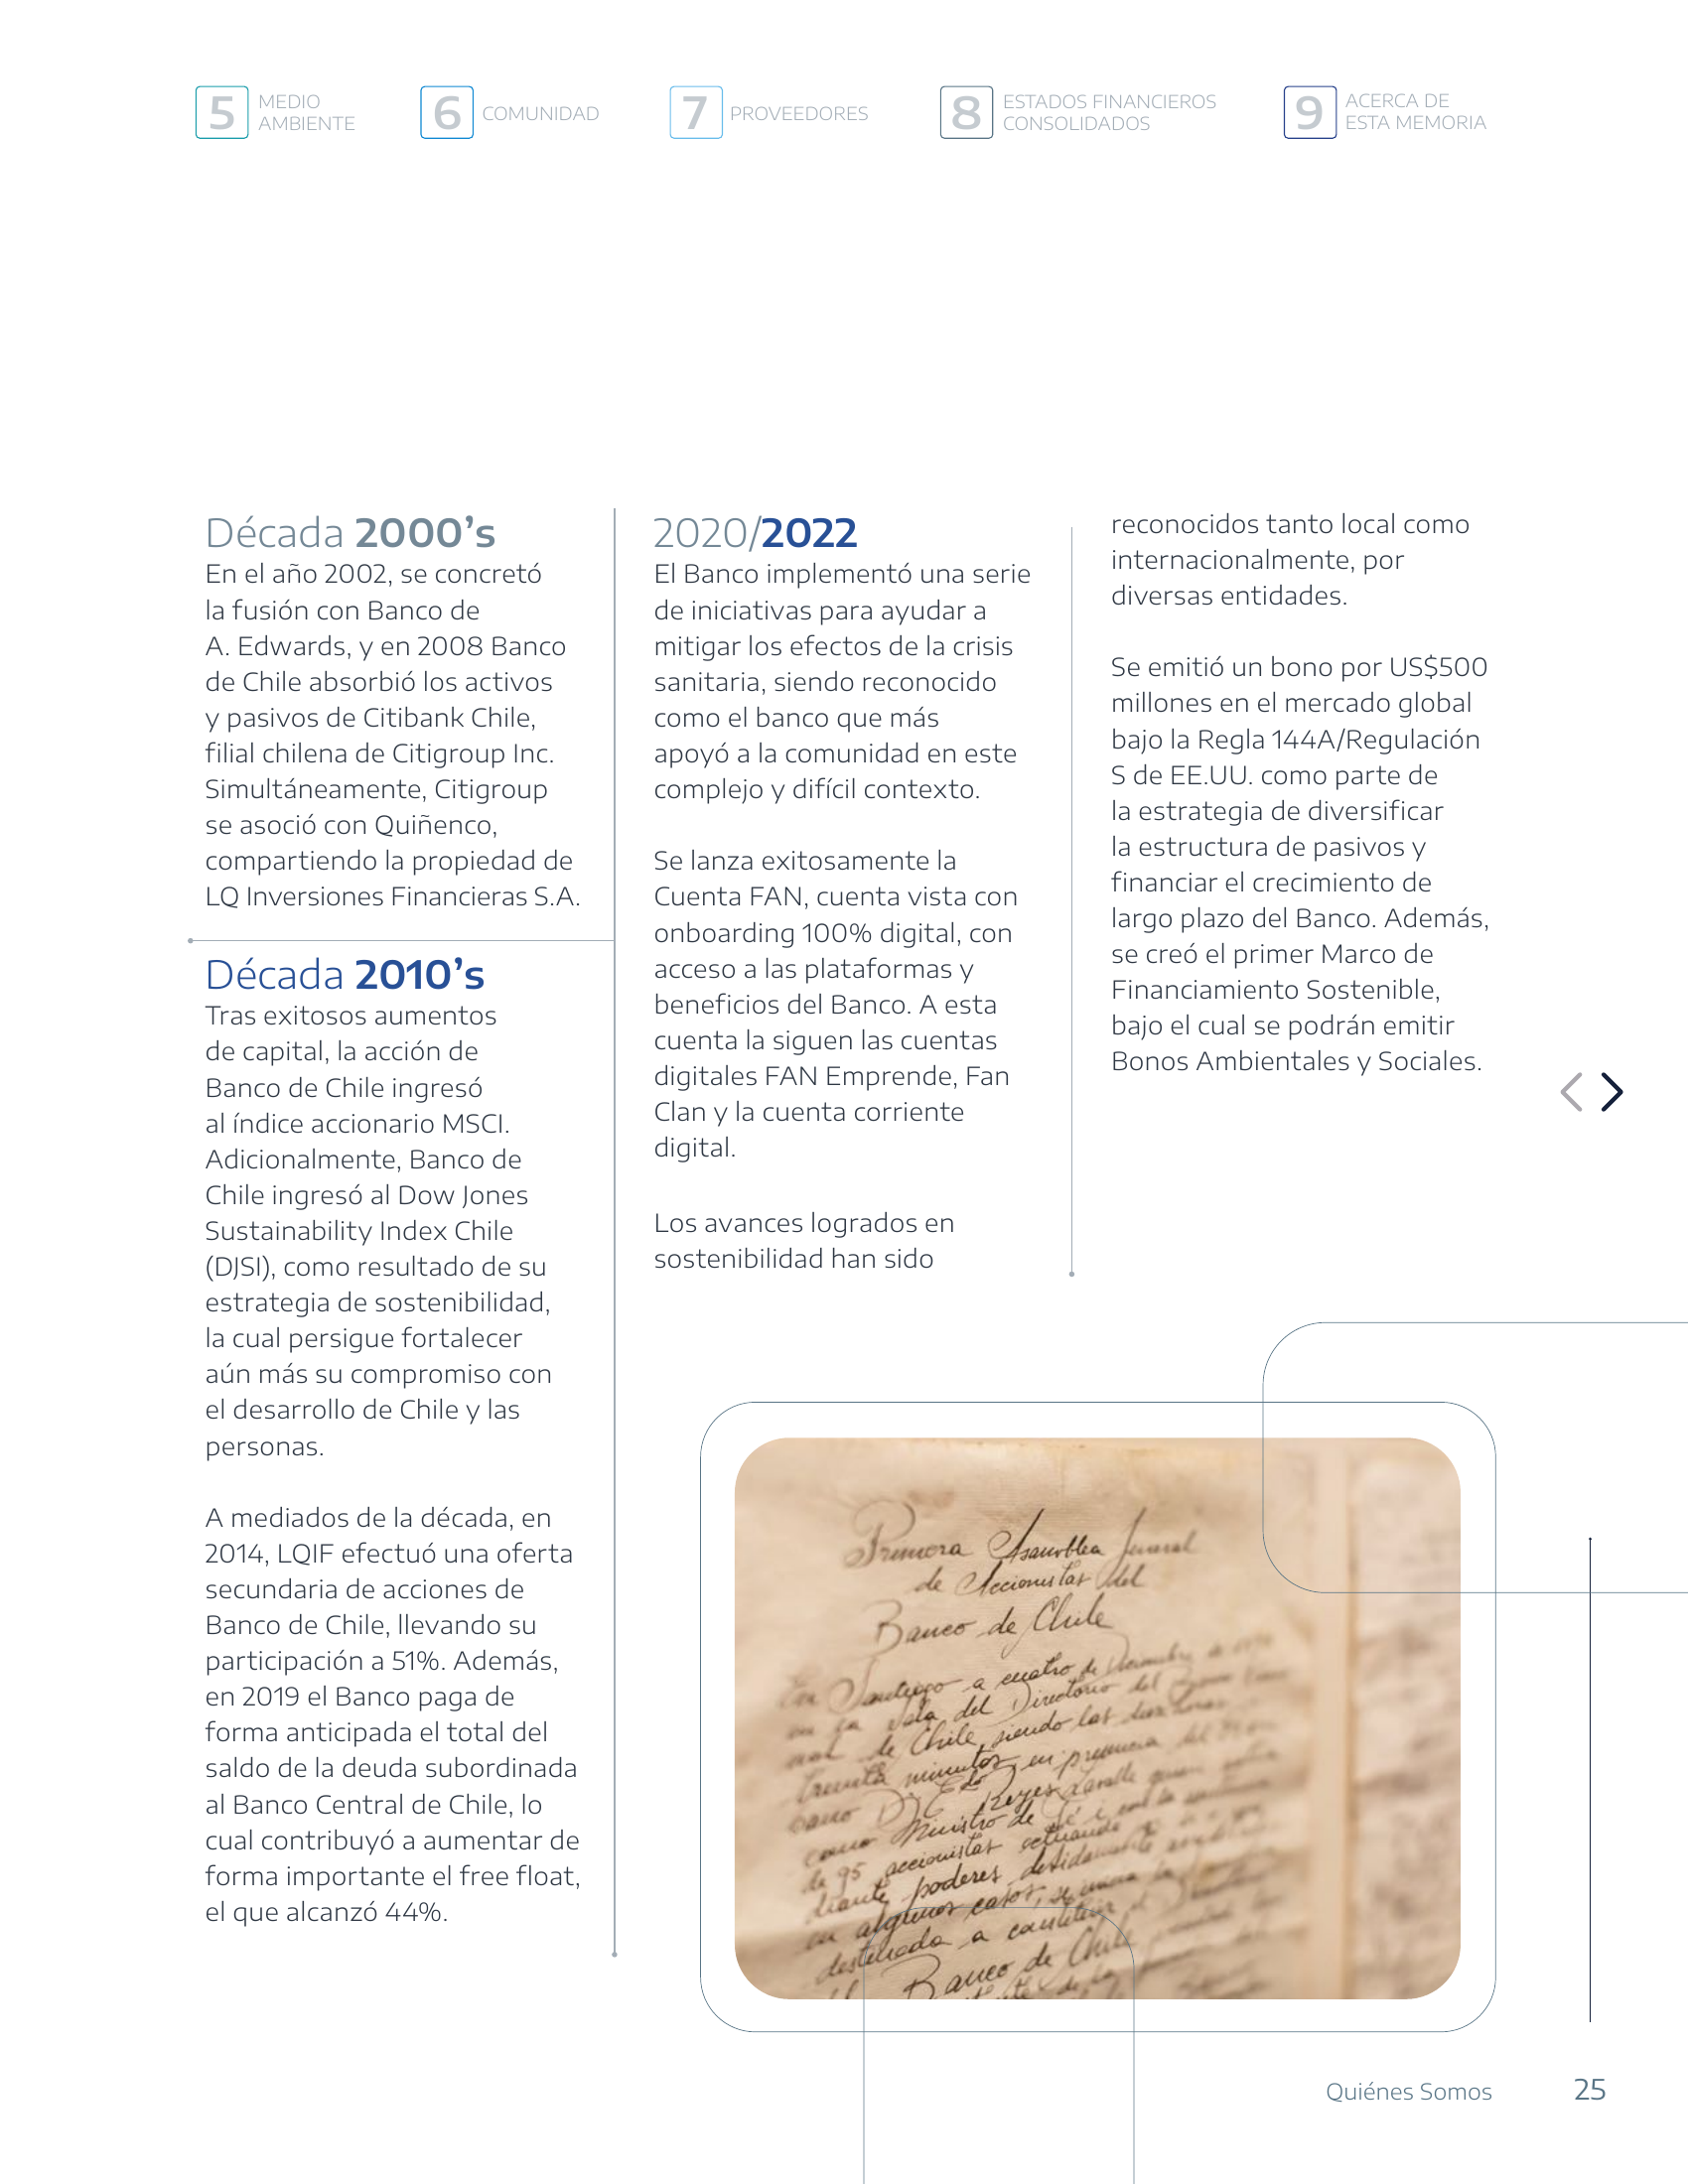 5 MEDIO
AMBIENTE
6 COMUNIDAD
7 PROVEEDORES
8 ESTADOS FINANCIEROS
CONSOLIDADOS
9 ACERCA DE
ESTA MEMORIA
Década 2000’s
En el año 2002, se concretó
la fusión con Banco de
A. Edwards, y en 2008 Banco
de Chile absorbió los activos
y pasivos de Citibank Chile,
filial chilena de Citigroup Inc.
Simultáneamente, Citigroup
se asoció con Quiñenco,
compartiendo la propiedad de
LQ Inversiones Financieras S.A.
Década 2010’s
Tras exitosos aumentos
de capital, la acción de
Banco de Chile ingresó
al índice accionario MSCI.
Adicionalmente, Banco de
Chile ingresó al Dow Jones
Sustainability Index Chile
(DJSI), como resultado de su
estrategia de sostenibilidad,
la cual persigue fortalecer
aún más su compromiso con
el desarrollo de Chile y las
personas.
A mediados de la década, en
2014, LQIF efectuó una oferta
secundaria de acciones de
Banco de Chile, llevando su
participación a 51%. Además,
en 2019 el Banco paga de
forma anticipada el total del
saldo de la deuda subordinada
al Banco Central de Chile, lo
cual contribuyó a aumentar de
forma importante el free float,
el que alcanzó 44%.
2020/2022
El Banco implementó una serie
de iniciativas para ayudar a
mitigar los efectos de la crisis
sanitaria, siendo reconocido
como el banco que más
apoyó a la comunidad en este
complejo y difícil contexto.
Se lanza exitosamente la
Cuenta FAN, cuenta vista con
onboarding 100% digital, con
acceso a las plataformas y
beneficios del Banco. A esta
cuenta la siguen las cuentas
digitales FAN Emprende, Fan
Clan y la cuenta corriente
digital.
Los avances logrados en
sostenibilidad han sido
reconocidos tanto local como
internacionalmente, por
diversas entidades.
Se emitió un bono por US$500
millones en el mercado global
bajo la Regla 144A/Regulación
S de EE.UU. como parte de
la estrategia de diversificar
la estructura de pasivos y
financiar el crecimiento de
largo plazo del Banco. Además,
se creó el primer Marco de
Financiamiento Sostenible,
bajo el cual se podrán emitir
Bonos Ambientales y Sociales.
Primera Asamblea Jeneral
de Accionistas del
Banco de Chile
En Santiago a cuatro de Diciembre de
en la sala del Directorio del
de Chile, siendo las
treinta minutos en presencia del
Reyes Lavalle quien
como Ministro de Fé i con la
de 95 accionistas actuando
poderes debidamente
en algunos casos, se
destinada a constituir el
Banco de Chile
Quiénes Somos 25